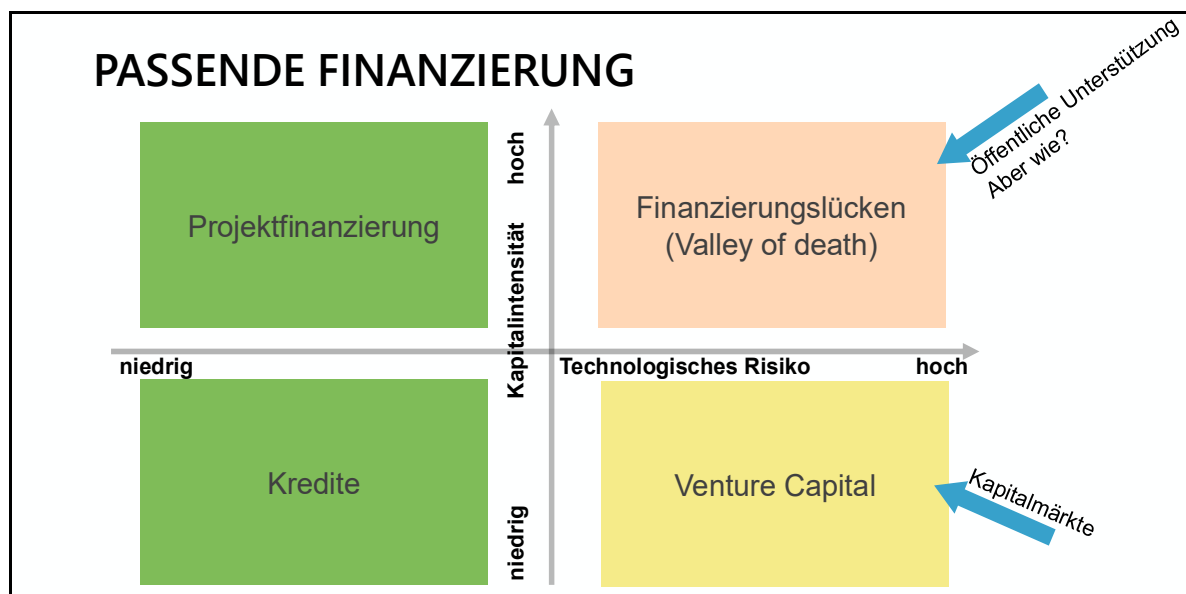 PASSENDE FINANZIERUNG
Öffentliche Unterstützung
Aber wie?
hoch
Projektfinanzierung
Finanzierungslücken
(Valley of death)
Kapitalintensität
niedrig
Technologisches Risiko
hoch
Kredite
Venture Capital
Kapitalmärkte
niedrig